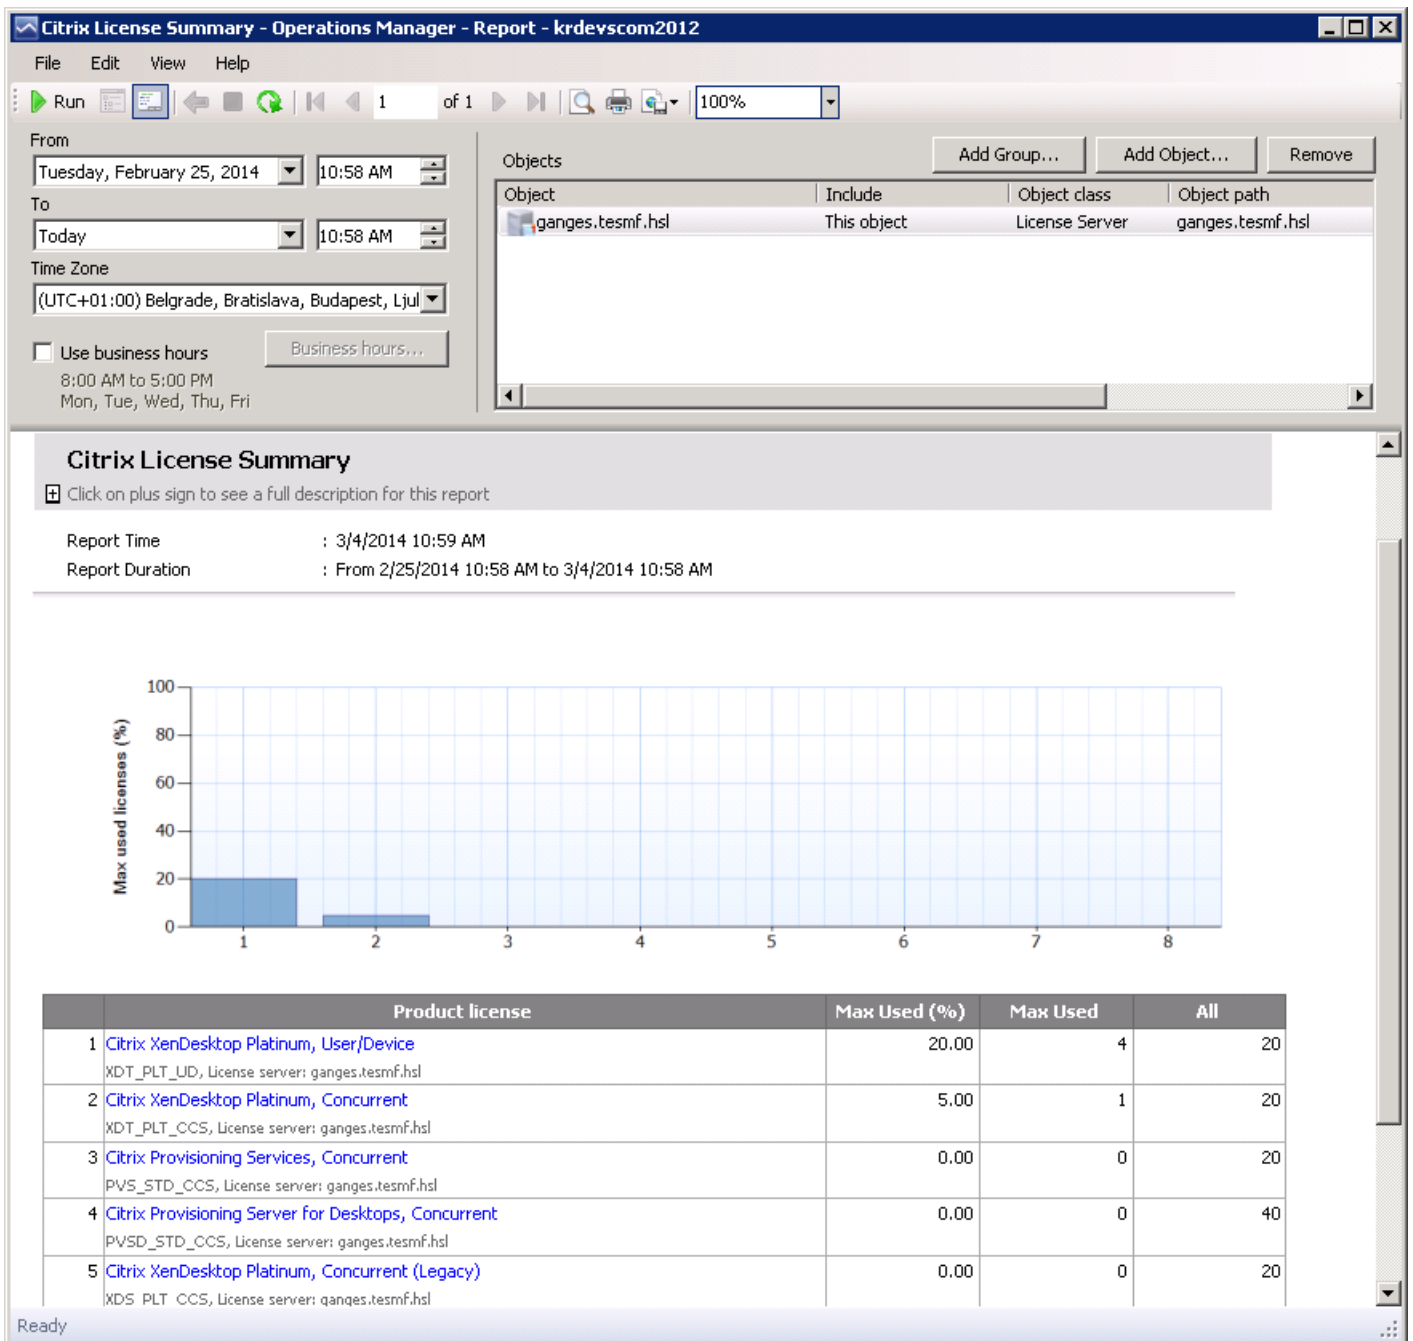 Citrix License Summary - Operations Manager - Report - krdevscom2012
File Edit View Help
Run 1 of 1 100%
From
Tuesday, February 25, 2014 10:58 AM
To
Today 10:58 AM
Time Zone
(UTC+01:00) Belgrade, Bratislava, Budapest, Ljul
Use business hours Business hours...
8:00 AM to 5:00 PM
Mon, Tue, Wed, Thu, Fri
Objects Add Group... Add Object... Remove
Object Include Object class Object path
ganges.tesmf.hsl This object License Server ganges.tesmf.hsl
Citrix License Summary
Click on plus sign to see a full description for this report
Report Time : 3/4/2014 10:59 AM
Report Duration : From 2/25/2014 10:58 AM to 3/4/2014 10:58 AM
Max used licenses (%)
100
80
60
40
20
0
1 2 3 4 5 6 7 8
Product license Max Used (%) Max Used All
1 Citrix XenDesktop Platinum, User/Device 20.00 4 20
XDT_PLT_UD, License server: ganges.tesmf.hsl
2 Citrix XenDesktop Platinum, Concurrent 5.00 1 20
XDT_PLT_CCS, License server: ganges.tesmf.hsl
3 Citrix Provisioning Services, Concurrent 0.00 0 20
PVS_STD_CCS, License server: ganges.tesmf.hsl
4 Citrix Provisioning Server for Desktops, Concurrent 0.00 0 40
PVSD_STD_CCS, License server: ganges.tesmf.hsl
5 Citrix XenDesktop Platinum, Concurrent (Legacy) 0.00 0 20
XDS_PLT_CCS, License server: ganges.tesmf.hsl
Ready